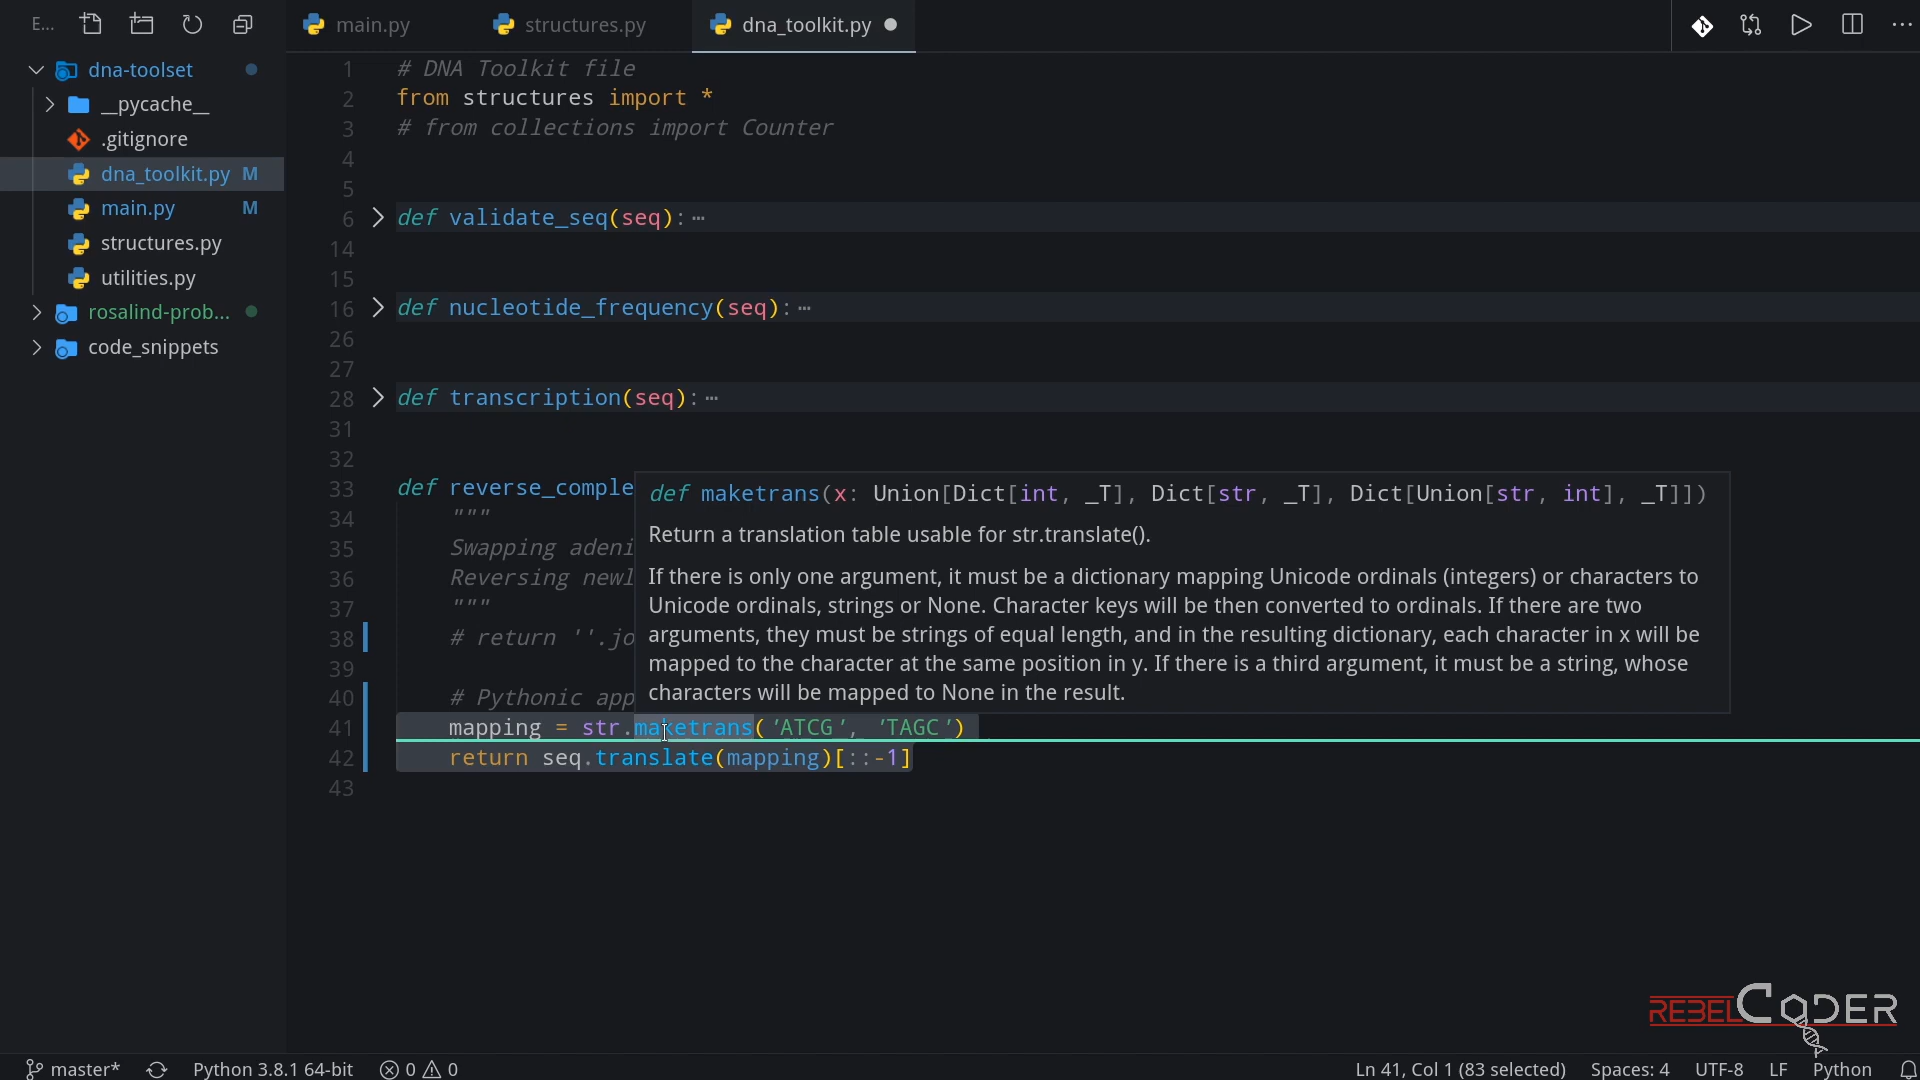 E...
main.py
structures.py
dna_toolkit.py
dna-toolset
__pycache__
.gitignore
dna_toolkit.py M
main.py M
structures.py
utilities.py
rosalind-prob...
code_snippets
1 # DNA Toolkit file
2 from structures import *
3 # from collections import Counter
4
5
6 def validate_seq(seq):⋯
14
15
16 def nucleotide_frequency(seq):⋯
26
27
28 def transcription(seq):⋯
31
32
33 def reverse_comple
34 """
35 Swapping adeni
36 Reversing newl
37 """
38 # return ''.jo
39
40 # Pythonic app
41 mapping = str.maketrans('ATCG', 'TAGC')
42 return seq.translate(mapping)[::-1]
43
def maketrans(x: Union[Dict[int, _T], Dict[str, _T], Dict[Union[str, int], _T]])
Return a translation table usable for str.translate().
If there is only one argument, it must be a dictionary mapping Unicode ordinals (integers) or characters to
Unicode ordinals, strings or None. Character keys will be then converted to ordinals. If there are two
arguments, they must be strings of equal length, and in the resulting dictionary, each character in x will be
mapped to the character at the same position in y. If there is a third argument, it must be a string, whose
characters will be mapped to None in the result.
REBELCODER
master* Python 3.8.1 64-bit 0 0 Ln 41, Col 1 (83 selected) Spaces: 4 UTF-8 LF Python